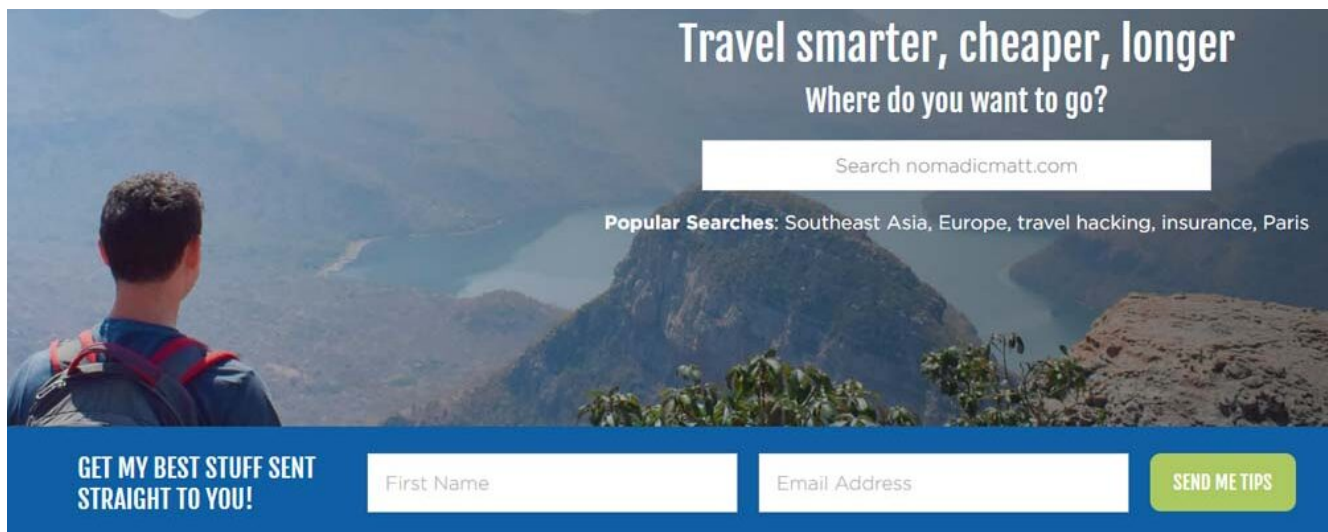 Travel smarter, cheaper, longer
Where do you want to go?
Search nomadicmatt.com
Popular Searches: Southeast Asia, Europe, travel hacking, insurance, Paris
GET MY BEST STUFF SENT
STRAIGHT TO YOU!
First Name
Email Address
SEND ME TIPS